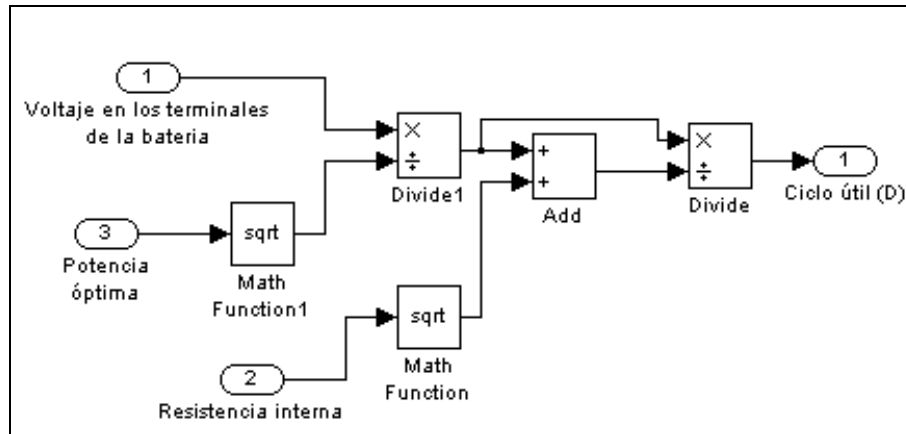 1
Voltaje en los terminales
de la bateria
×
÷
Divide1
+
+
Add
×
÷
Divide
1
Ciclo útil (D)
3
Potencia
óptima
sqrt
Math
Function1
sqrt
Math
Function
2
Resistencia interna